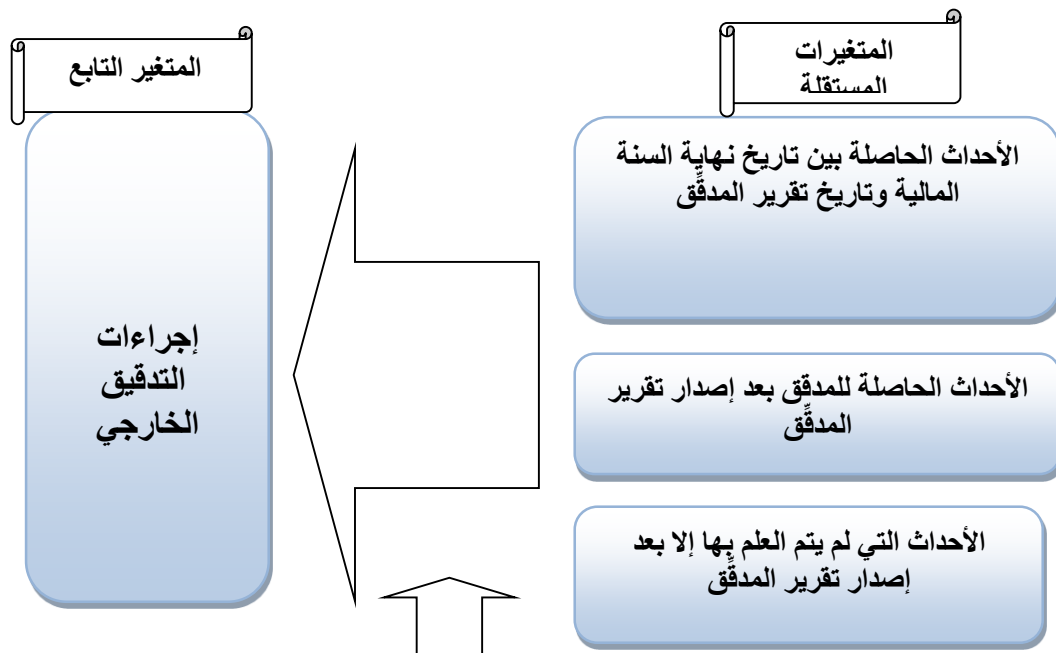 المتغيرات
المستقلة
الأحداث الحاصلة بين تاريخ نهاية السنة
المالية وتاريخ تقرير المدقِّق
الأحداث الحاصلة للمدقق بعد إصدار تقرير
المدقِّق
الأحداث التي لم يتم العلم بها إلا بعد
إصدار تقرير المدقِّق
المتغير التابع
إجراءات
التدقيق
الخارجي